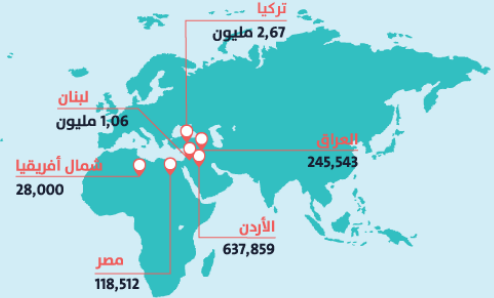 تركيا
2,67 مليون
لبنان
1,06 مليون
العراق
245,543
شمال أفريقيا
28,000
الأردن
637,859
مصر
118,512